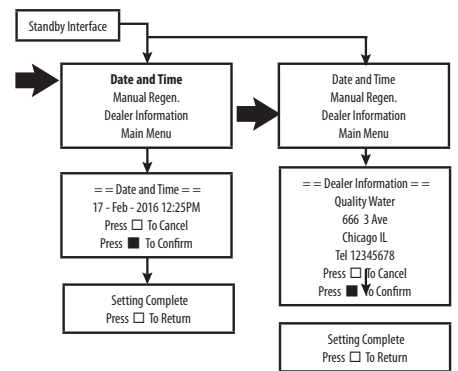 Standby Interface
Date and Time
Manual Regen.
Dealer Information
Main Menu
= = Date and Time = =
17 - Feb - 2016 12:25PM
Press □ To Cancel
Press ■ To Confirm
Setting Complete
Press □ To Return
Date and Time
Manual Regen.
Dealer Information
Main Menu
= = Dealer Information = =
Quality Water
666 3 Ave
Chicago IL
Tel 12345678
Press □ To Cancel
Press ■ To Confirm
Setting Complete
Press □ To Return